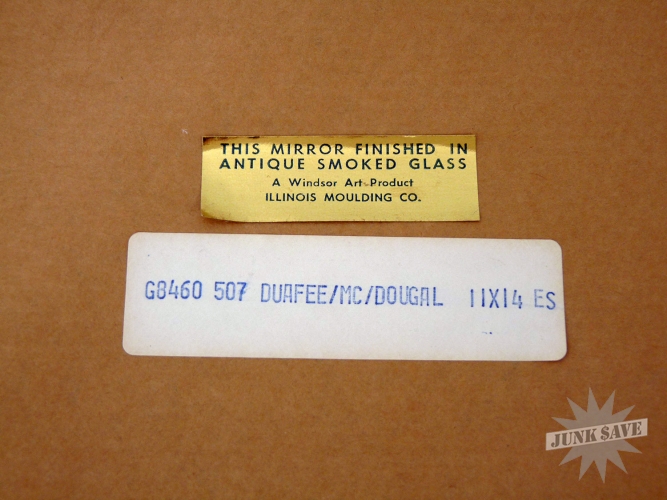 THIS MIRROR FINISHED IN
ANTIQUE SMOKED GLASS
A Windsor Art Product
ILLINOIS MOULDING CO.
G8460 507 DUAFEE/MC/DOUGAL 11X14 ES
JUNK $AVE